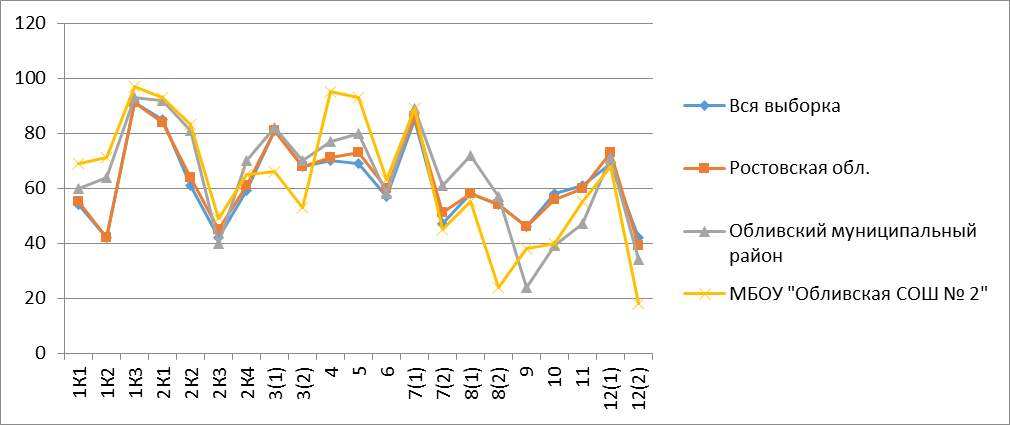 120
100
80
60
40
20
0
1К1
1К2
1К3
2К1
2К2
2К3
2К4
3(1)
3(2)
4
5
6
7(1)
7(2)
8(1)
8(2)
9
10
11
12(1)
12(2)
Вся выборка
Ростовская обл.
Обливский муниципальный
район
МБОУ "Обливская СОШ № 2"